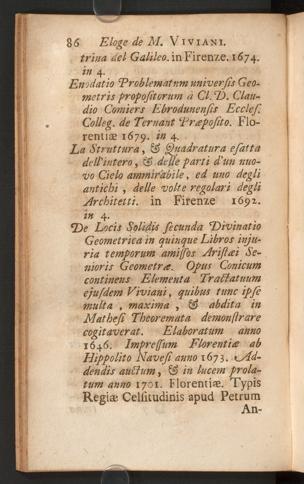 86 Eloge de M. VIVIANI.
trina del Galileo. in Firenze. 1674.
in 4.
Enodatio Problematum universis Geo-
metris propositorum à Cl. D. Clau-
dio Comiers Ebrodunensis Eccles.
Colleg. de Ternant Præposito. Flo-
rentiæ 1679. in 4.
La Struttura, & Quadratura esatta
dell'intero, & delle parti d'un nuo-
vo Cielo ammirabile, ed uno degli
antichi, delle volte regolari degli
Architetti. in Firenze 1692.
in 4.
De Locis Solidis secunda Divinatio
Geometrica in quinque Libros inju-
ria temporum amissos Aristæi Se-
nioris Geometræ. Opus Conicum
continens Elementa Tractatuum
ejusdem Viviani, quibus tunc ipse
multa, maxima, & abdita in
Mathesi Theoremata demonstrare
cogitaverat. Elaboratum anno
1646. Impressum Florentiæ ab
Hippolito Navesi anno 1673. Ad-
dendis auctum, & in lucem prola-
tum anno 1701. Florentiæ. Typis
Regiæ Celsitudinis apud Petrum
An-